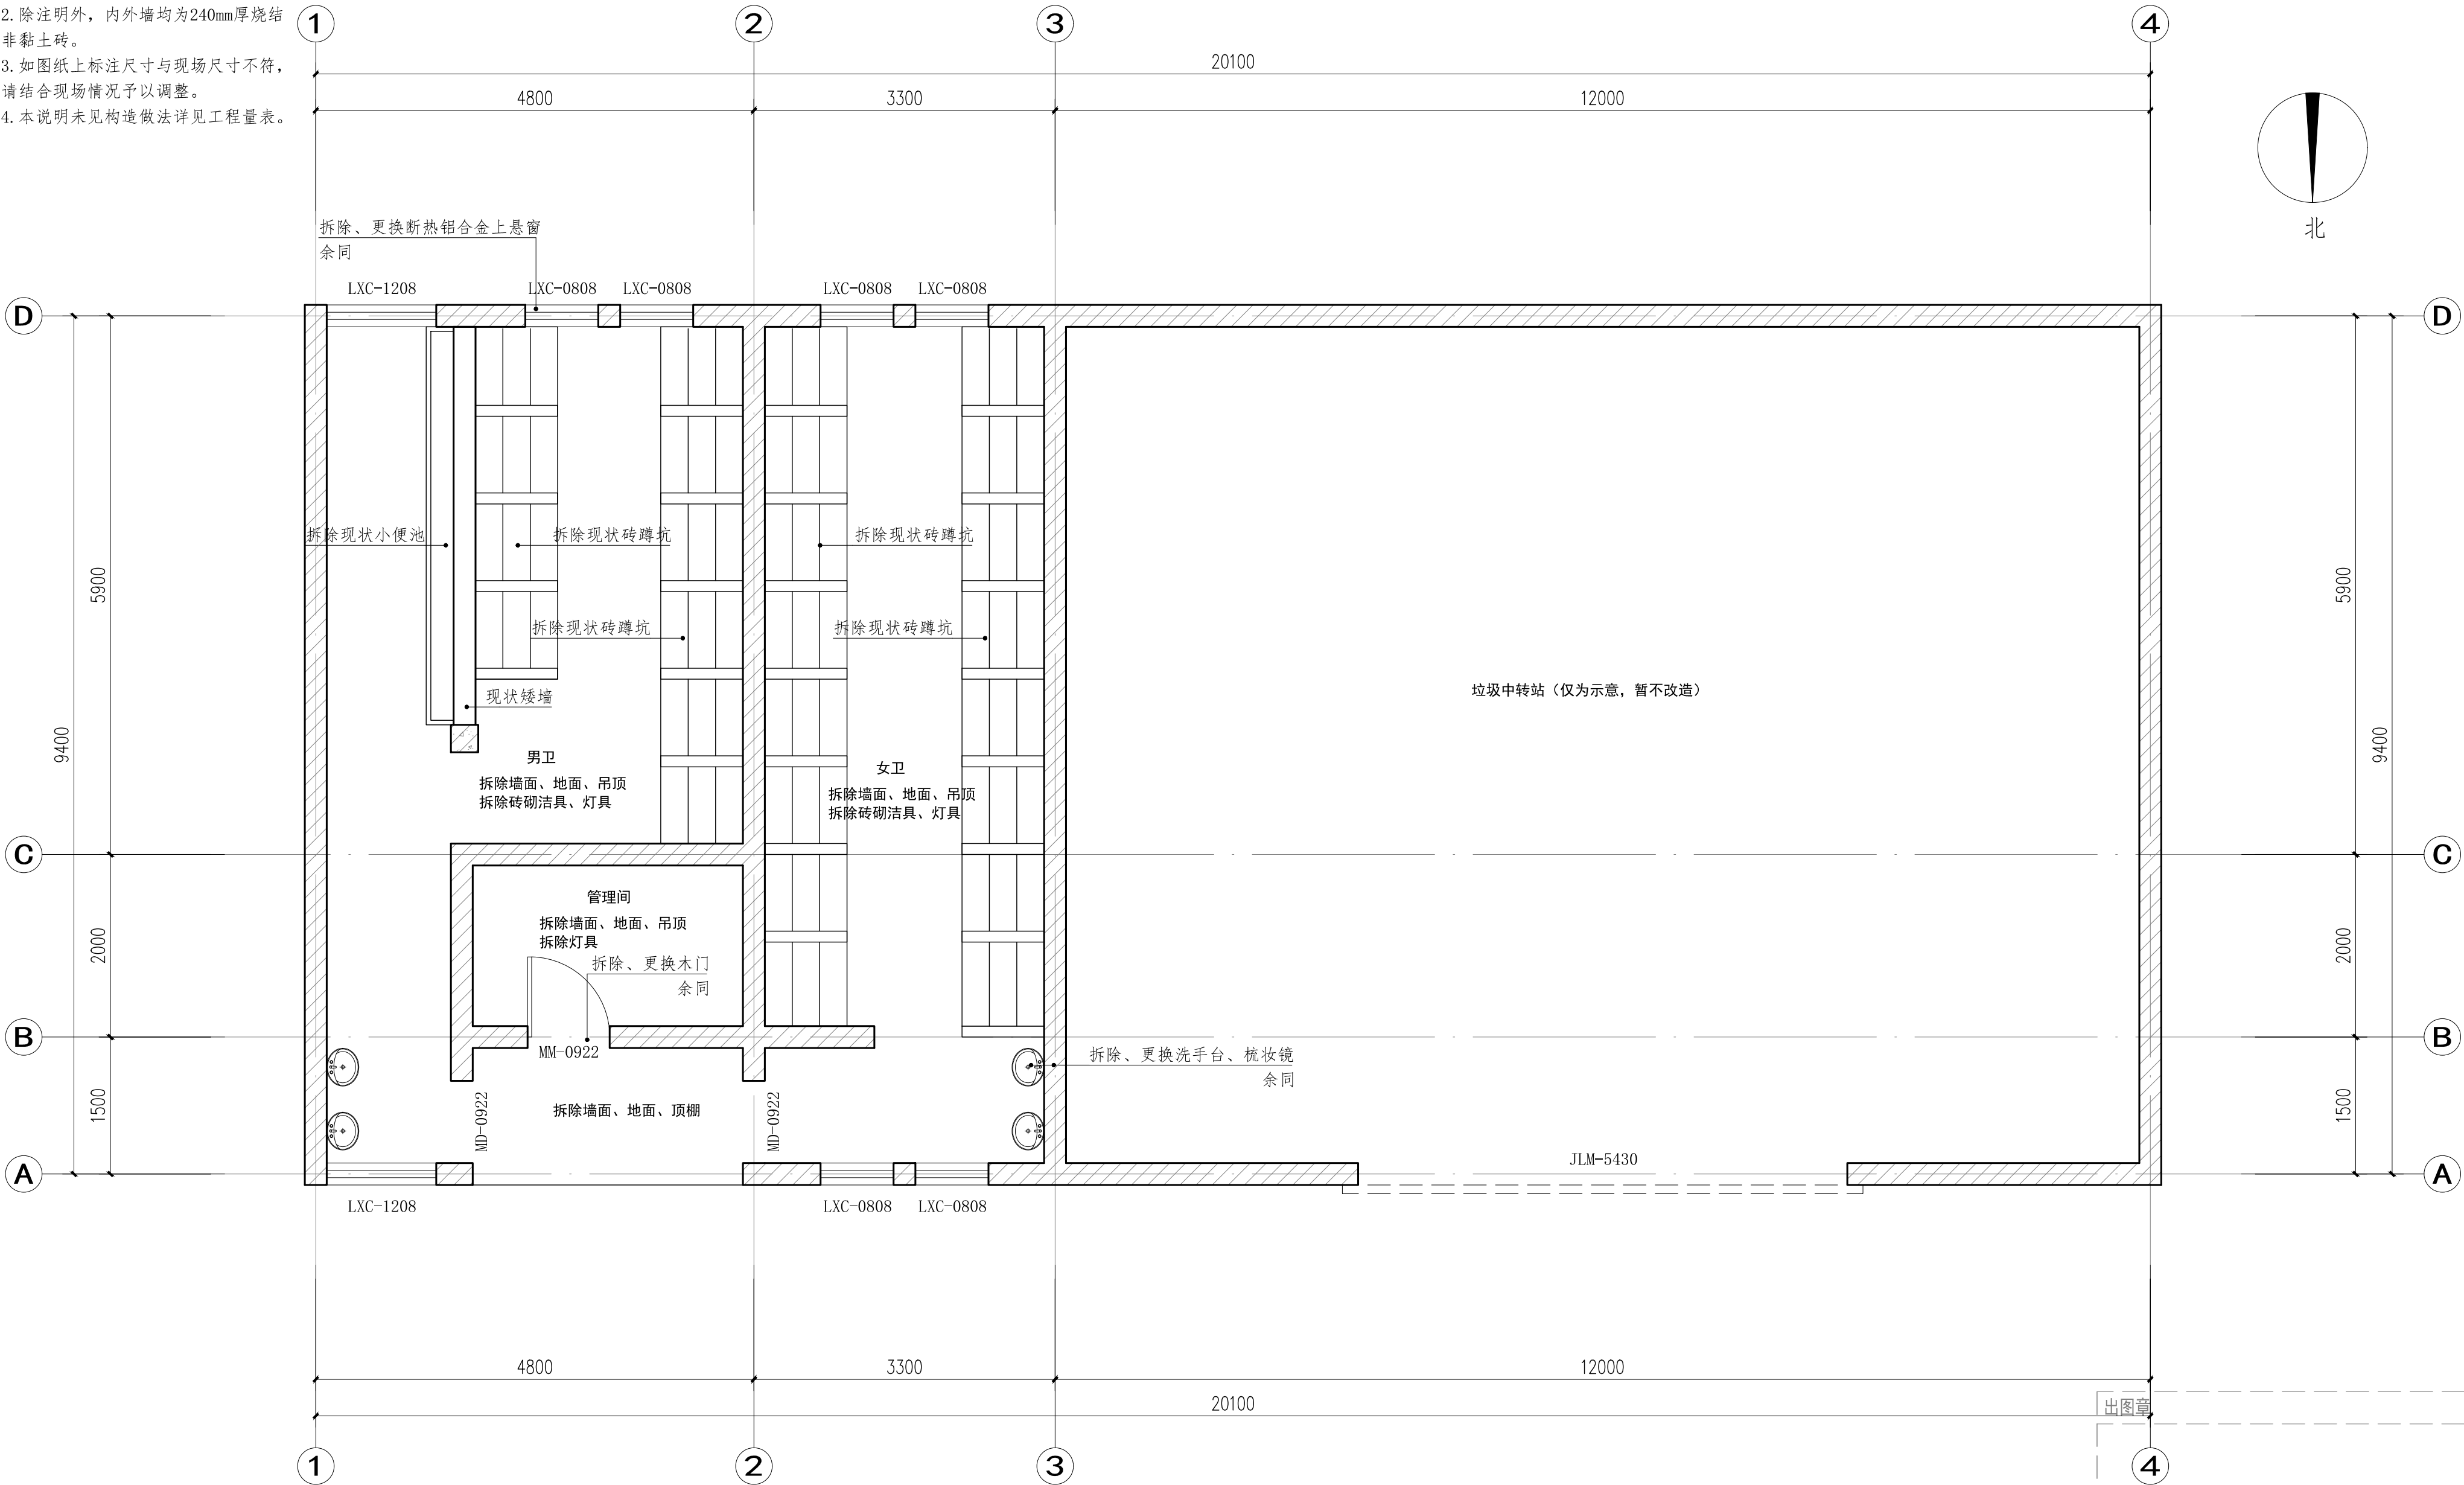 2.除注明外，内外墙均为240mm厚烧结
非黏土砖。
3.如图纸上标注尺寸与现场尺寸不符，
请结合现场情况予以调整。
4.本说明未见构造做法详见工程量表。
1
2
3
4
20100
4800
3300
12000
北
拆除、更换断热铝合金上悬窗
余同
LXC-1208
LXC-0808
LXC-0808
LXC-0808
LXC-0808
D
D
拆除现状小便池
拆除现状砖蹲坑
拆除现状砖蹲坑
5900
5900
拆除现状砖蹲坑
拆除现状砖蹲坑
现状矮墙
垃圾中转站（仅为示意，暂不改造）
9400
9400
男卫
拆除墙面、地面、吊顶
拆除砖砌洁具、灯具
女卫
拆除墙面、地面、吊顶
拆除砖砌洁具、灯具
C
C
管理间
拆除墙面、地面、吊顶
拆除灯具
2000
2000
拆除、更换木门
余同
B
B
MM-0922
拆除、更换洗手台、梳妆镜
余同
1500
1500
MD-0922
拆除墙面、地面、顶棚
MD-0922
JLM-5430
A
A
LXC-1208
LXC-0808
LXC-0808
4800
3300
12000
20100
出图章
1
2
3
4